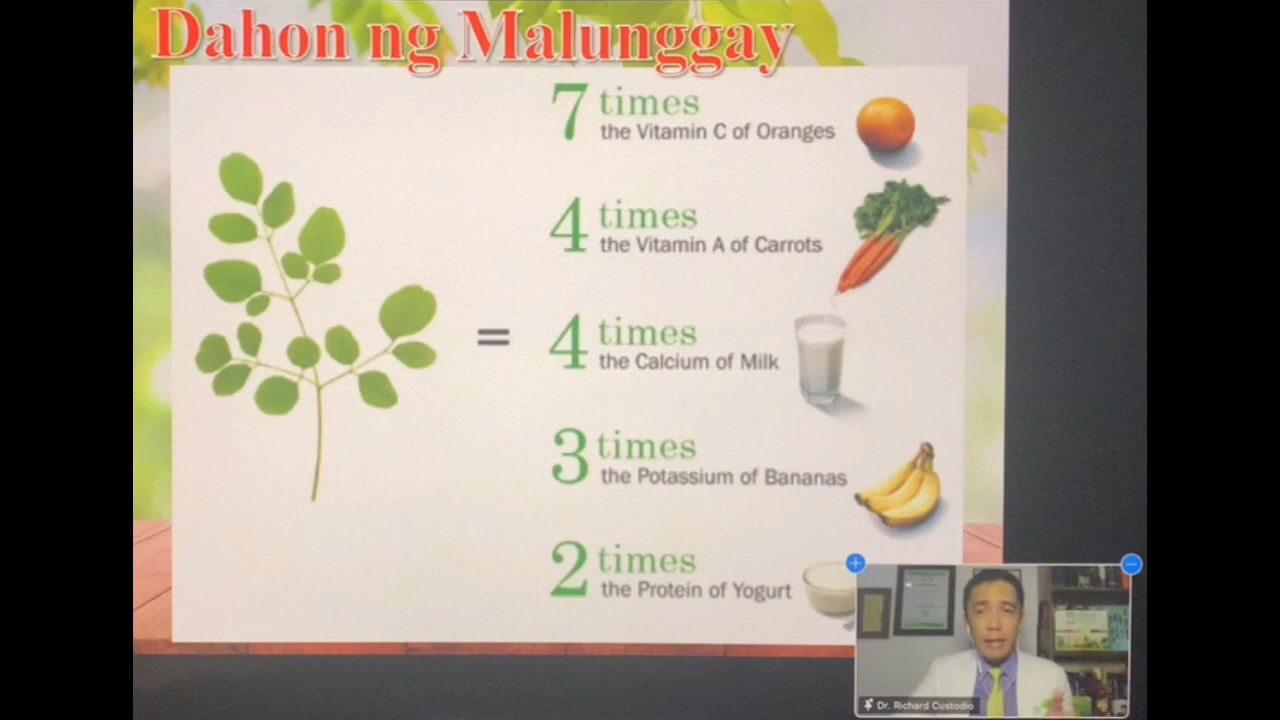 Dahon ng Malunggay
7 times
the Vitamin C of Oranges
4 times
the Vitamin A of Carrots
=
4 times
the Calcium of Milk
3 times
the Potassium of Bananas
2 times
the Protein of Yogurt
Dr. Richard Custodio